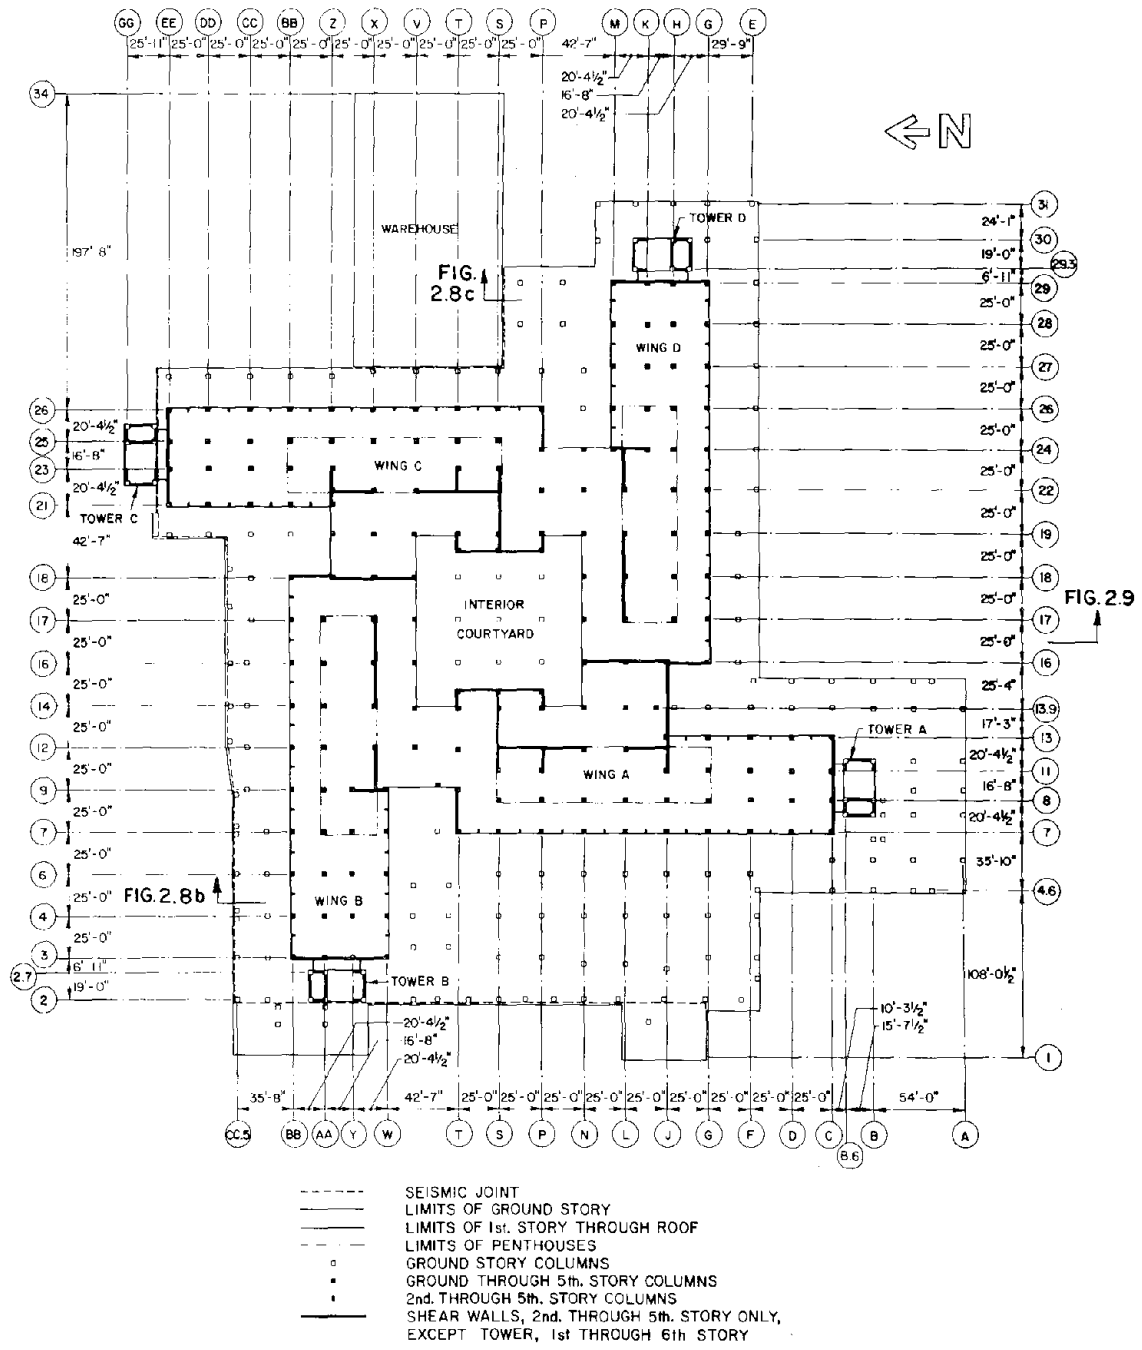 GG EE DD CC BB Z X V T S P M K H G E
25'-11" 25'-0" 25'-0" 25'-0" 25'-0" 25'-0" 25'-0" 25'-0" 25'-0" 25'-0" 42'-7" 29'-9"
20'-4½"
16'-8"
20'-4½"
34
N
31
24'-1"
TOWER D
30
WAREHOUSE
19'-0"
197'-8"
29.3
FIG.
2.8c
6'-11"
29
25'-0"
28
WING D
25'-0"
27
25'-0"
26
26
20'-4½"
25'-0"
25
16'-8"
24
WING C
23
25'-0"
20'-4½"
22
21
TOWER C
25'-0"
42'-7"
19
25'-0"
18
18
25'-0"
INTERIOR
COURTYARD
25'-0"
FIG. 2.9
17
17
25'-0"
25'-0"
16
16
25'-0"
25'-4"
14
13.9
25'-0"
17'-3"
TOWER A
13
12
20'-4½"
25'-0"
WING A
11
16'-8"
9
8
25'-0"
20'-4½"
7
7
25'-0"
35'-10"
6
FIG. 2.8b
25'-0"
WING B
4.6
4
25'-0"
3
2.7
6'-11"
108'-0½"
TOWER B
19'-0"
2
10'-3½"
20'-4½"
15'-7½"
16'-8"
20'-4½"
1
35'-8" 42'-7" 25'-0" 25'-0" 25'-0" 25'-0" 25'-0" 25'-0" 25'-0" 25'-0" 25'-0" 54'-0"
CC.5 BB AA Y W T S P N L J G F D C B A
B.6
SEISMIC JOINT
LIMITS OF GROUND STORY
LIMITS OF 1st. STORY THROUGH ROOF
LIMITS OF PENTHOUSES
GROUND STORY COLUMNS
GROUND THROUGH 5th. STORY COLUMNS
2nd. THROUGH 5th. STORY COLUMNS
SHEAR WALLS, 2nd. THROUGH 5th. STORY ONLY,
EXCEPT TOWER, 1st THROUGH 6th STORY